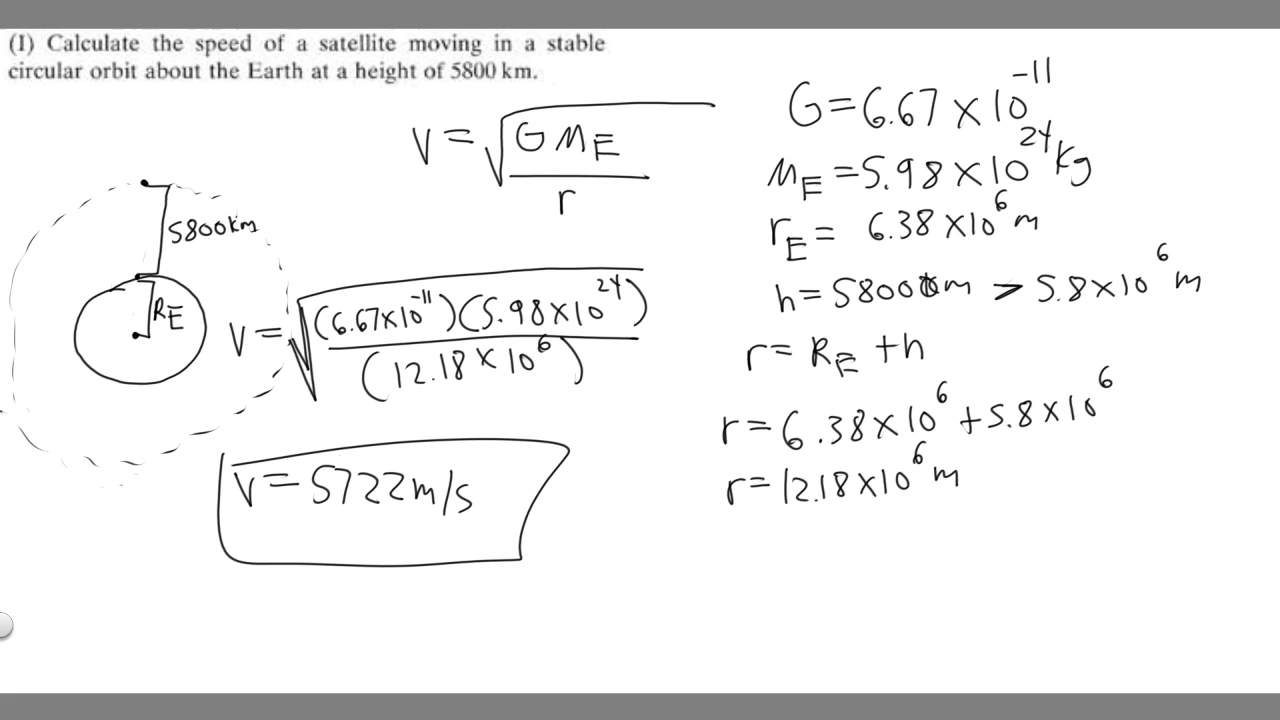 (I) Calculate the speed of a satellite moving in a stable
circular orbit about the Earth at a height of 5800 km.
V = √(G M_E / r)
5800km
R_E
V = √((6.67×10^-11)(5.98×10^24) / (12.18×10^6))
V = 5722 m/s
G = 6.67 × 10^-11
M_E = 5.98 × 10^24 kg
r_E = 6.38 × 10^6 m
h = 5800km > 5.8×10^6 m
r = R_E + h
r = 6.38×10^6 + 5.8×10^6
r = 12.18×10^6 m